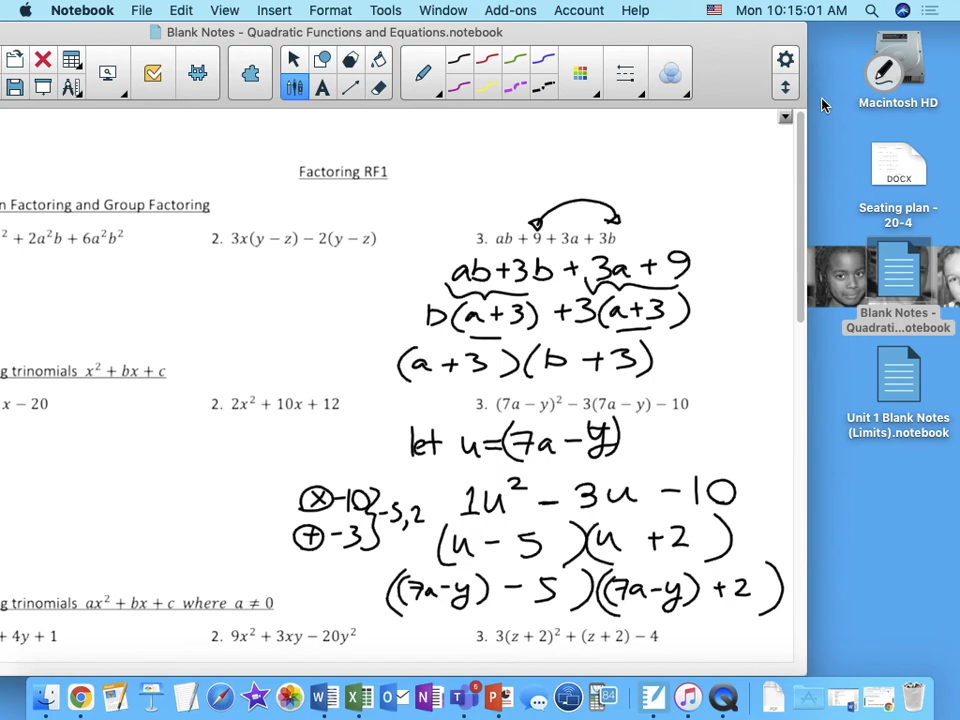 Notebook File Edit View Insert Format Tools Window Add-ons Account Help Mon 10:15:01 AM
Blank Notes - Quadratic Functions and Equations.notebook
Macintosh HD
DOCX
Seating plan - 20-4
Blank Notes - Quadrati...otebook
Unit 1 Blank Notes (Limits).notebook
Factoring RF1
n Factoring and Group Factoring
² + 2a²b + 6a²b² 2. 3x(y − z) − 2(y − z) 3. ab + 9 + 3a + 3b
ab+3b + 3a + 9
b(a+3) +3(a+3)
(a+3)(b+3)
g trinomials x² + bx + c
x − 20 2. 2x² + 10x + 12 3. (7a − y)² − 3(7a − y) − 10
let u=(7a−y)
ⓧ-10 } -5,2 1u² − 3u − 10
⊕-3 (u − 5)(u + 2)
((7a-y) − 5)((7a-y) + 2)
g trinomials ax² + bx + c where a ≠ 0
+ 4y + 1 2. 9x² + 3xy − 20y² 3. 3(z + 2)² + (z + 2) − 4
6
84
PDF